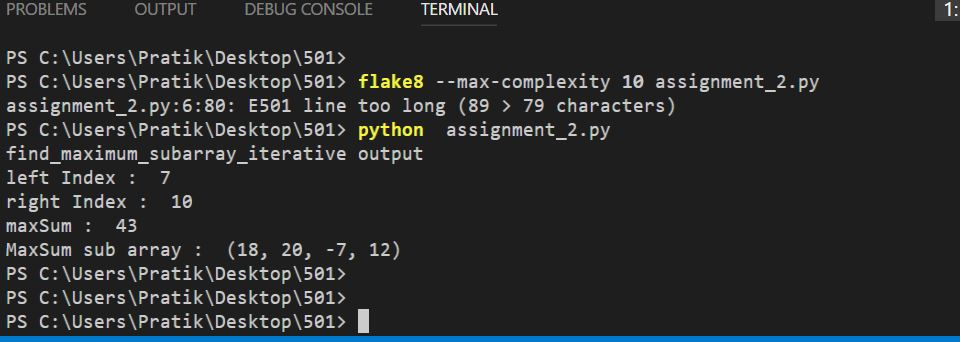 PROBLEMS OUTPUT DEBUG CONSOLE TERMINAL 1:
PS C:\Users\Pratik\Desktop\501>
PS C:\Users\Pratik\Desktop\501> flake8 --max-complexity 10 assignment_2.py
assignment_2.py:6:80: E501 line too long (89 > 79 characters)
PS C:\Users\Pratik\Desktop\501> python  assignment_2.py
find_maximum_subarray_iterative output
left Index :  7
right Index :  10
maxSum :  43
MaxSum sub array :  (18, 20, -7, 12)
PS C:\Users\Pratik\Desktop\501>
PS C:\Users\Pratik\Desktop\501>
PS C:\Users\Pratik\Desktop\501>